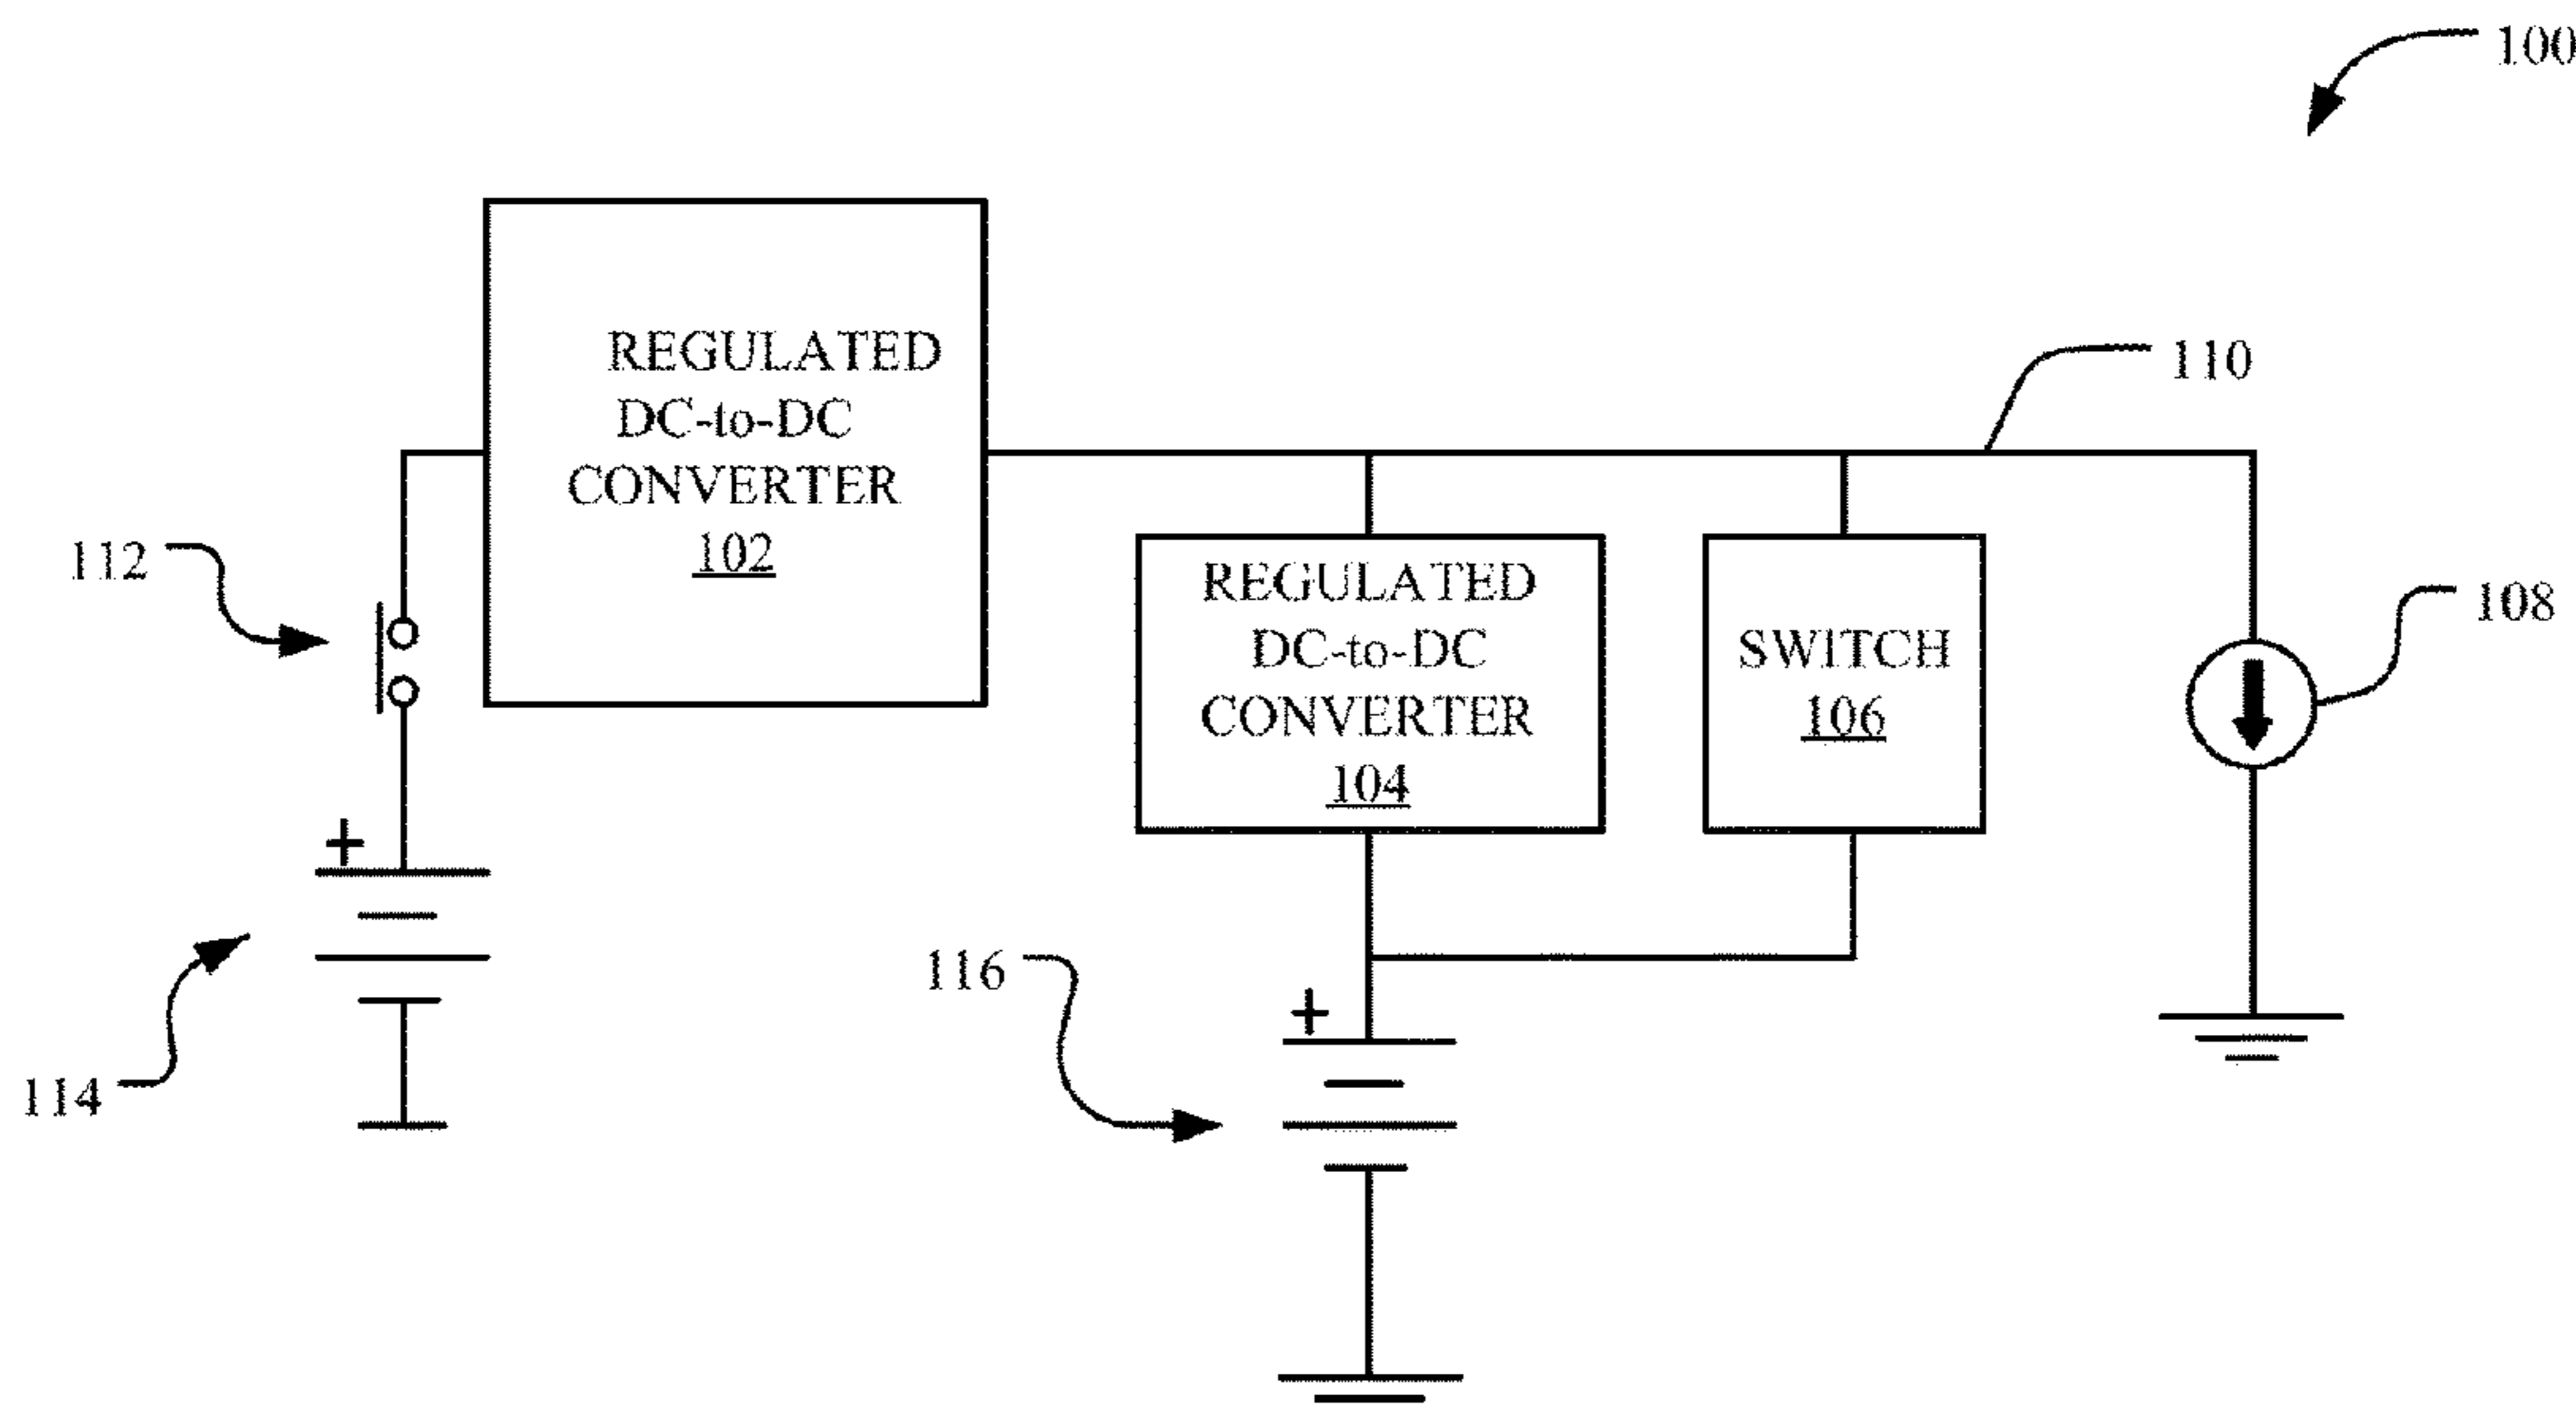 100
REGULATED
DC-to-DC
CONVERTER
102
110
112
REGULATED
DC-to-DC
CONVERTER
104
SWITCH
106
108
+
114
116
+